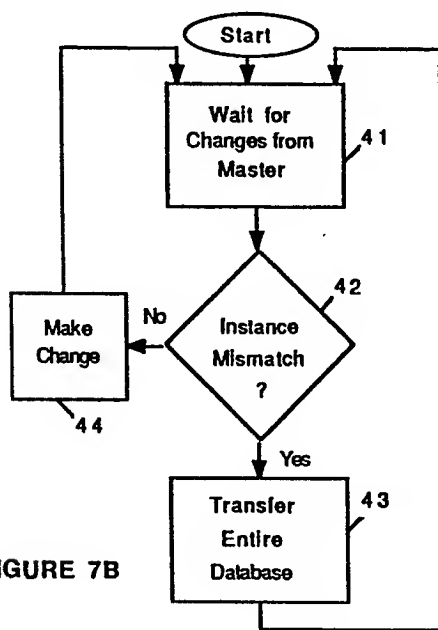 Start
Wait for
Changes from
Master
41
42
Instance
Mismatch
?
No
Make
Change
44
Yes
Transfer
Entire
Database
43
IGURE 7B